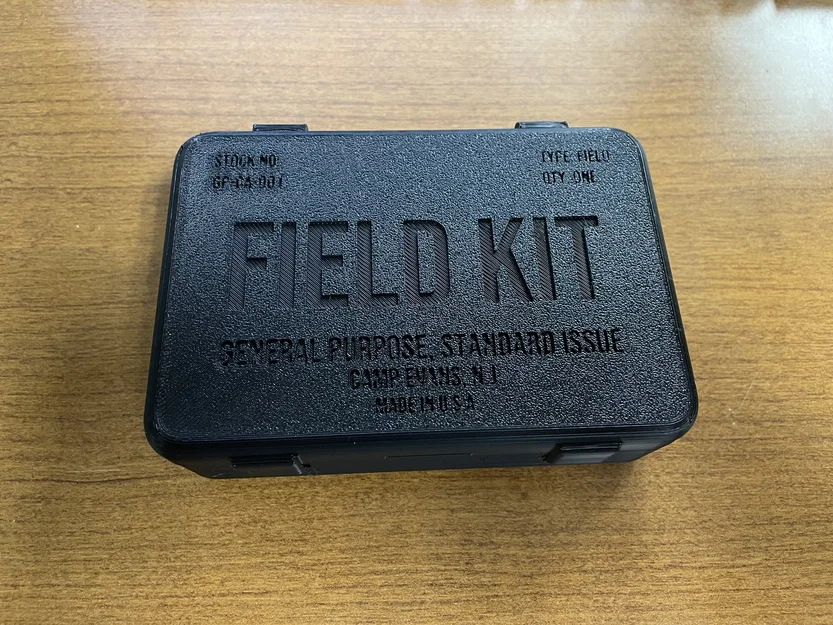 STOCK NO.
GP-CA-001
TYPE: FIELD
QTY: ONE
FIELD KIT
GENERAL PURPOSE, STANDARD ISSUE
CAMP EVANS, N.J.
MADE IN U.S.A.